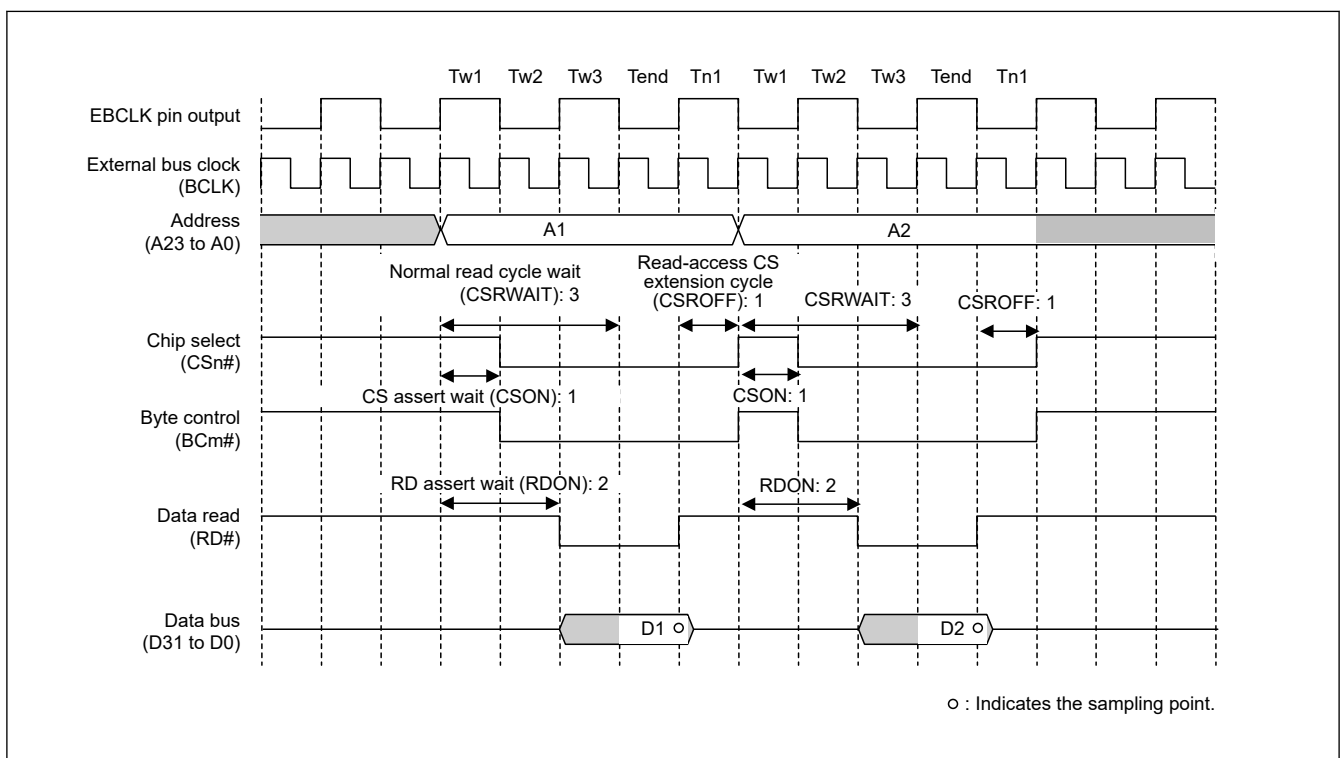 Tw1 Tw2 Tw3 Tend Tn1 Tw1 Tw2 Tw3 Tend Tn1
EBCLK pin output
External bus clock
(BCLK)
Address
(A23 to A0)
A1
A2
Normal read cycle wait
(CSRWAIT): 3
Read-access CS
extension cycle
(CSROFF): 1
CSRWAIT: 3
CSROFF: 1
Chip select
(CSn#)
CS assert wait (CSON): 1
CSON: 1
Byte control
(BCm#)
RD assert wait (RDON): 2
RDON: 2
Data read
(RD#)
Data bus
(D31 to D0)
D1
D2
: Indicates the sampling point.